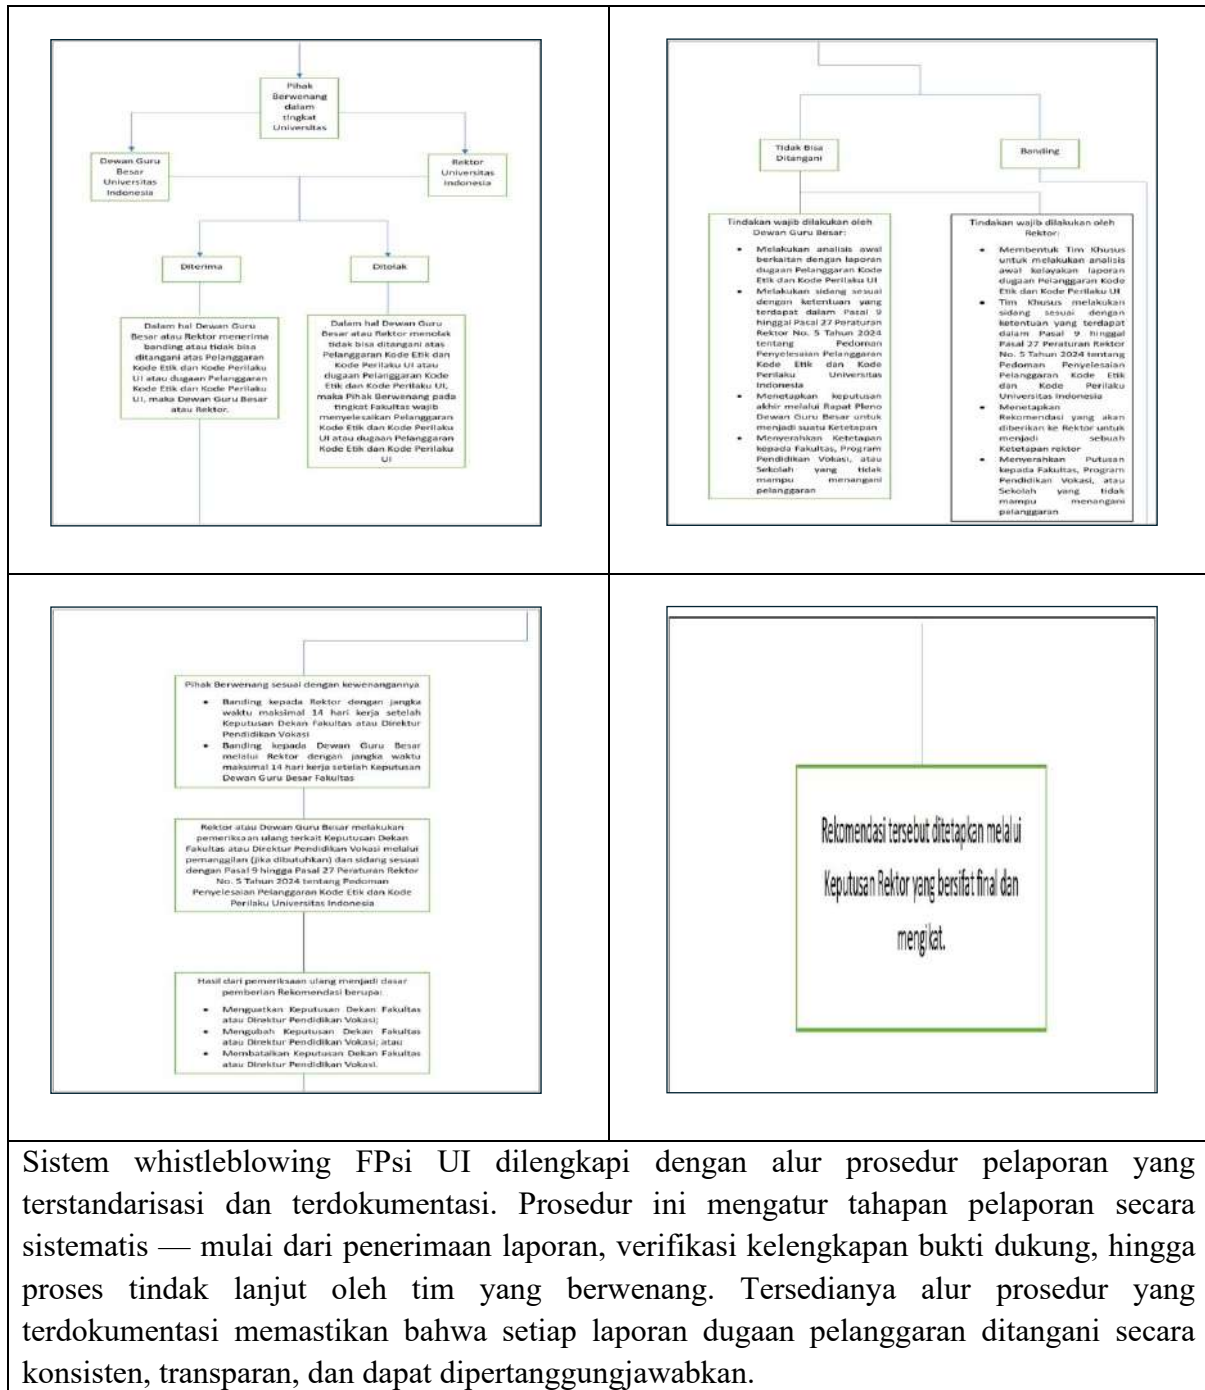 Pihak
Berwenang
dalam
tingkat
Universitas
Dewan Guru
Besar
Universitas
Indonesia
Rektor
Universitas
Indonesia
Diterima
Ditolak
Dalam hal Dewan Guru
Besar atau Rektor menerima
banding atau tidak bisa
ditangani atas Pelanggaran
Kode Etik dan Kode Perilaku
UI atau dugaan Pelanggaran
Kode Etik dan Kode Perilaku
UI, maka Dewan Guru Besar
atau Rektor.
Dalam hal Dewan Guru
Besar atau Rektor menolak
tidak bisa ditangani atas
Pelanggaran Kode Etik dan
Kode Perilaku UI atau
dugaan Pelanggaran Kode
Etik dan Kode Perilaku UI,
maka Pihak Berwenang pada
tingkat Fakultas wajib
menyelesaikan Pelanggaran
Kode Etik dan Kode Perilaku
UI atau dugaan Pelanggaran
Kode Etik dan Kode Perilaku
UI
Tidak Bisa
Ditangani
Banding
Tindakan wajib dilakukan oleh
Dewan Guru Besar:
• Melakukan analisis awal
berkaitan dengan laporan
dugaan Pelanggaran Kode
Etik dan Kode Perilaku UI
• Melakukan sidang sesuai
dengan ketentuan yang
terdapat dalam Pasal 9
hingga Pasal 27 Peraturan
Rektor No. 5 Tahun 2024
tentang Pedoman
Penyelesaian Pelanggaran
Kode Etik dan Kode
Perilaku Universitas
Indonesia
• Menetapkan keputusan
akhir melalui Rapat Pleno
Dewan Guru Besar untuk
menjadi suatu Ketetapan
• Menyerahkan Ketetapan
kepada Fakultas, Program
Pendidikan Vokasi, atau
Sekolah yang tidak
mampu menangani
pelanggaran
Tindakan wajib dilakukan oleh
Rektor:
• Membentuk Tim Khusus
untuk melakukan analisis
awal kelayakan laporan
dugaan Pelanggaran Kode
Etik dan Kode Perilaku UI
• Tim Khusus melakukan
sidang sesuai dengan
ketentuan yang terdapat
dalam Pasal 9 hinggal
Pasal 27 Peraturan Rektor
No. 5 Tahun 2024 tentang
Pedoman Penyelesaian
Pelanggaran Kode Etik
dan Kode Perilaku
Universitas Indonesia
• Menetapkan
Rekomendasi yang akan
diberikan ke Rektor untuk
menjadi sebuah
Ketetapan rektor
• Menyerahkan Putusan
kepada Fakultas, Program
Pendidikan Vokasi, atau
Sekolah yang tidak
mampu menangani
pelanggaran
Pihak Berwenang sesuai dengan kewenangannya
• Banding kepada Rektor dengan jangka
waktu maksimal 14 hari kerja setelah
Keputusan Dekan Fakultas atau Direktur
Pendidikan Vokasi
• Banding kepada Dewan Guru Besar
melalui Rektor dengan jangka waktu
maksimal 14 hari kerja setelah Keputusan
Dewan Guru Besar Fakultas
Rektor atau Dewan Guru Besar melakukan
pemeriksaan ulang terkait Keputusan Dekan
Fakultas atau Direktur Pendidikan Vokasi melalui
pemanggilan (jika dibutuhkan) dan sidang sesuai
dengan Pasal 9 hingga Pasal 27 Peraturan Rektor
No. 5 Tahun 2024 tentang Pedoman
Penyelesaian Pelanggaran Kode Etik dan Kode
Perilaku Universitas Indonesia
Hasil dari pemeriksaan ulang menjadi dasar
pemberian Rekomendasi berupa:
• Menguatkan Keputusan Dekan Fakultas
atau Direktur Pendidikan Vokasi;
• Mengubah Keputusan Dekan Fakultas
atau Direktur Pendidikan Vokasi; atau
• Membatalkan Keputusan Dekan Fakultas
atau Direktur Pendidikan Vokasi.
Rekomendasi tersebut ditetapkan melalui
Keputusan Rektor yang bersifat final dan
mengikat.
Sistem whistleblowing FPsi UI dilengkapi dengan alur prosedur pelaporan yang
terstandarisasi dan terdokumentasi. Prosedur ini mengatur tahapan pelaporan secara
sistematis — mulai dari penerimaan laporan, verifikasi kelengkapan bukti dukung, hingga
proses tindak lanjut oleh tim yang berwenang. Tersedianya alur prosedur yang
terdokumentasi memastikan bahwa setiap laporan dugaan pelanggaran ditangani secara
konsisten, transparan, dan dapat dipertanggungjawabkan.